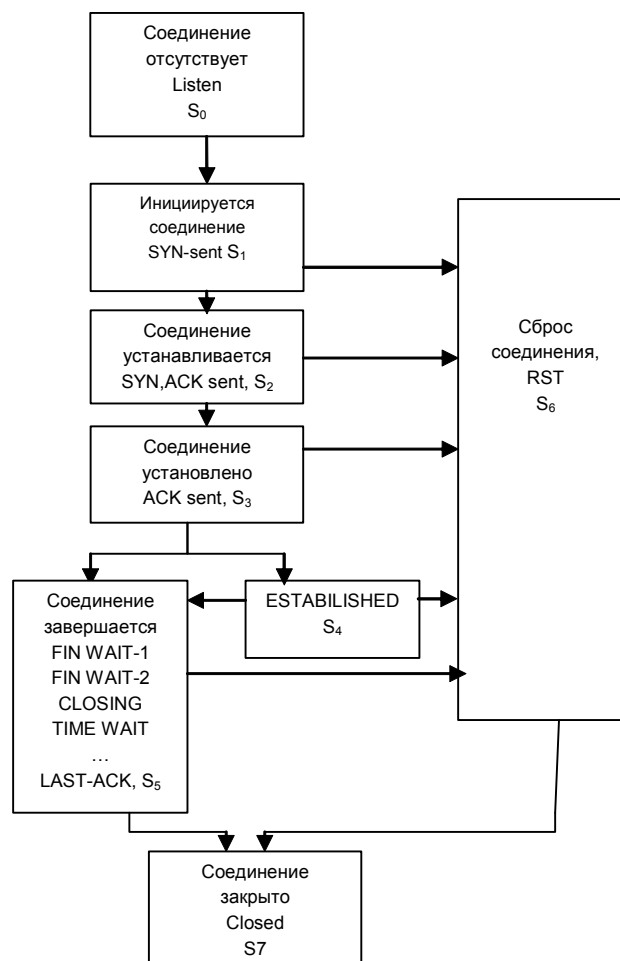 Соединение
отсутствует
Listen
S₀
Инициируется
соединение
SYN-sent S₁
Соединение
устанавливается
SYN,ACK sent, S₂
Соединение
установлено
ACK sent, S₃
Сброс
соединения,
RST
S₆
Соединение
завершается
FIN WAIT-1
FIN WAIT-2
CLOSING
TIME WAIT
…
LAST-ACK, S₅
ESTABILISHED
S₄
Соединение
закрыто
Closed
S7